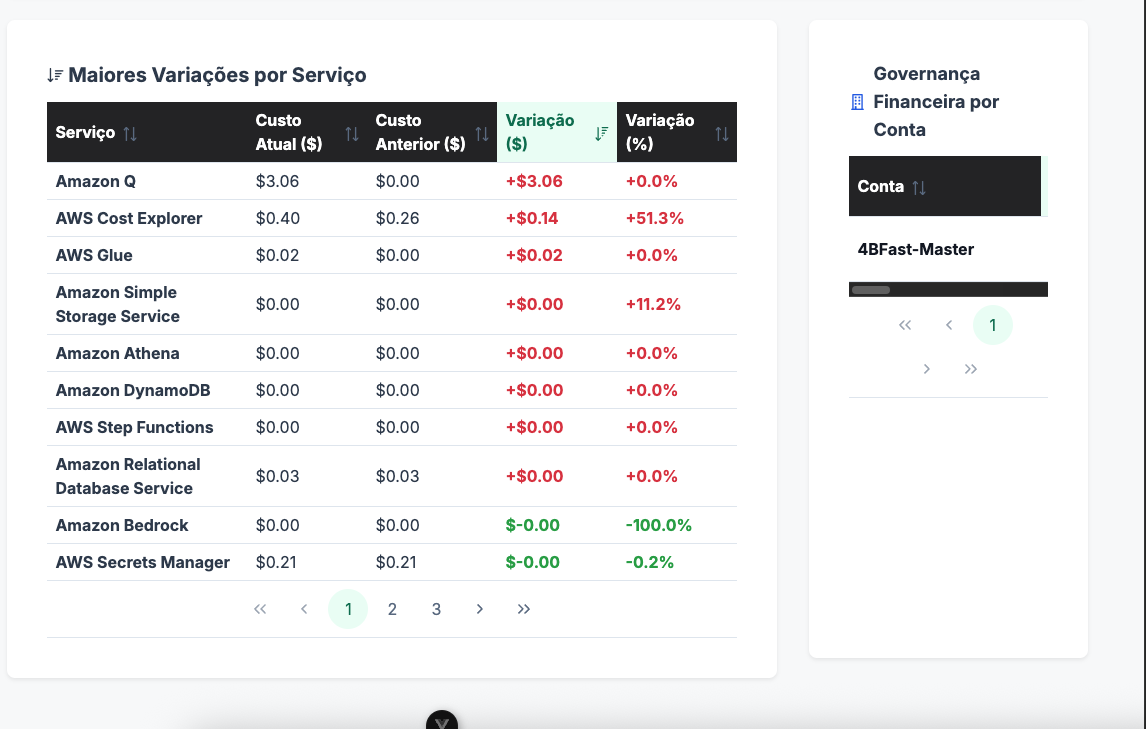 Maiores Variações por Serviço
Serviço
Custo
Atual ($)
Custo
Anterior ($)
Variação
($)
Variação
(%)
Amazon Q $3.06 $0.00 +$3.06 +0.0%
AWS Cost Explorer $0.40 $0.26 +$0.14 +51.3%
AWS Glue $0.02 $0.00 +$0.02 +0.0%
Amazon Simple
Storage Service $0.00 $0.00 +$0.00 +11.2%
Amazon Athena $0.00 $0.00 +$0.00 +0.0%
Amazon DynamoDB $0.00 $0.00 +$0.00 +0.0%
AWS Step Functions $0.00 $0.00 +$0.00 +0.0%
Amazon Relational
Database Service $0.03 $0.03 +$0.00 +0.0%
Amazon Bedrock $0.00 $0.00 $-0.00 -100.0%
AWS Secrets Manager $0.21 $0.21 $-0.00 -0.2%
« ‹ 1 2 3 › »
Governança
Financeira por
Conta
Conta
4BFast-Master
« ‹ 1
› »